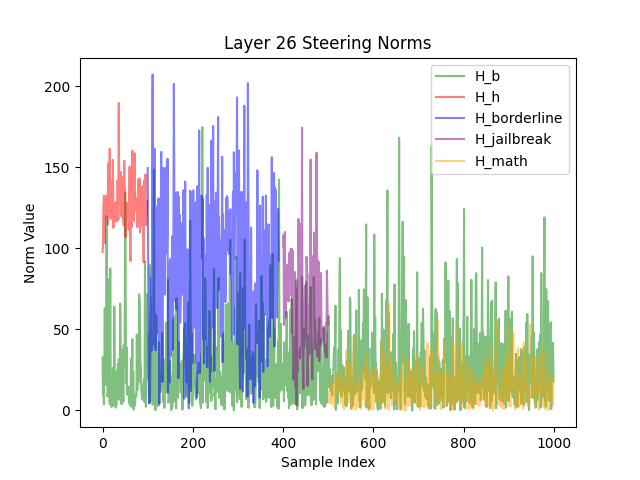 Layer 26 Steering Norms
Norm Value
200
150
100
50
0
H_b
H_h
H_borderline
H_jailbreak
H_math
0 200 400 600 800 1000
Sample Index